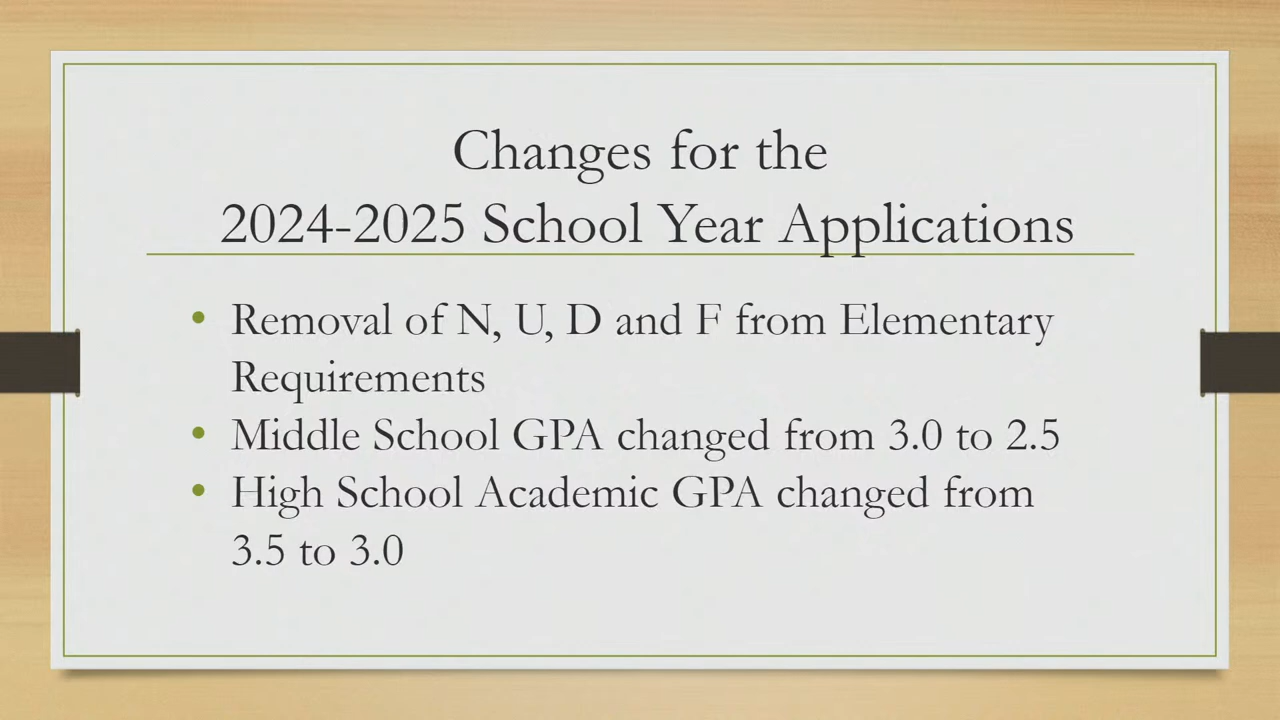 Changes for the
2024-2025 School Year Applications
• Removal of N, U, D and F from Elementary
Requirements
• Middle School GPA changed from 3.0 to 2.5
• High School Academic GPA changed from
3.5 to 3.0